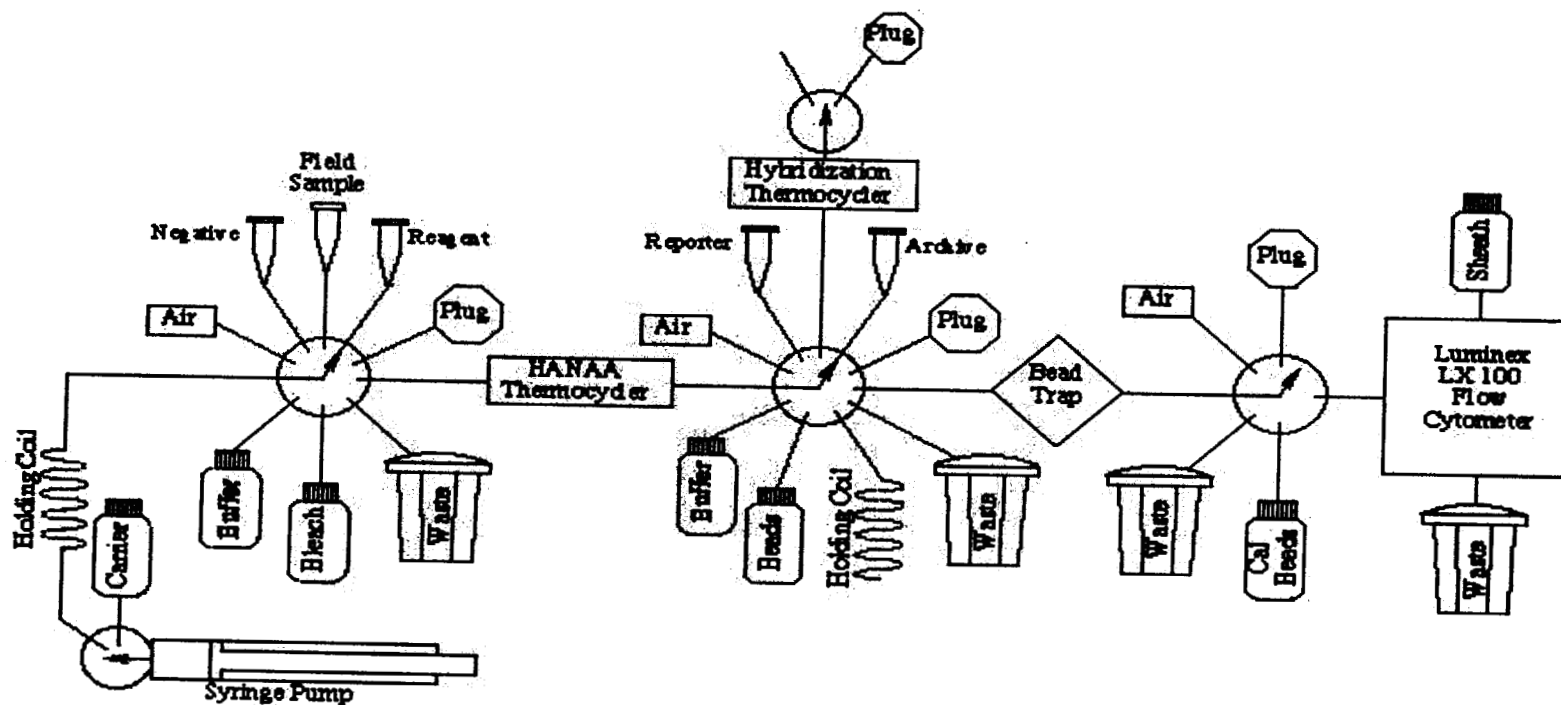 Plug
Field
Sample
Hybridization
Thermocycler
Negative
Reagent
Reporter
Archive
Plug
Sheath
Air
Plug
Air
Plug
Air
HANAA
Thermocycler
Bead
Trap
Luminex
LX 100
Flow
Cytometer
Holding Coil
Carrier
Buffer
Bleach
Waste
Buffer
Beads
Holding Coil
Waste
Waste
Cal
Beads
Waste
Syringe Pump